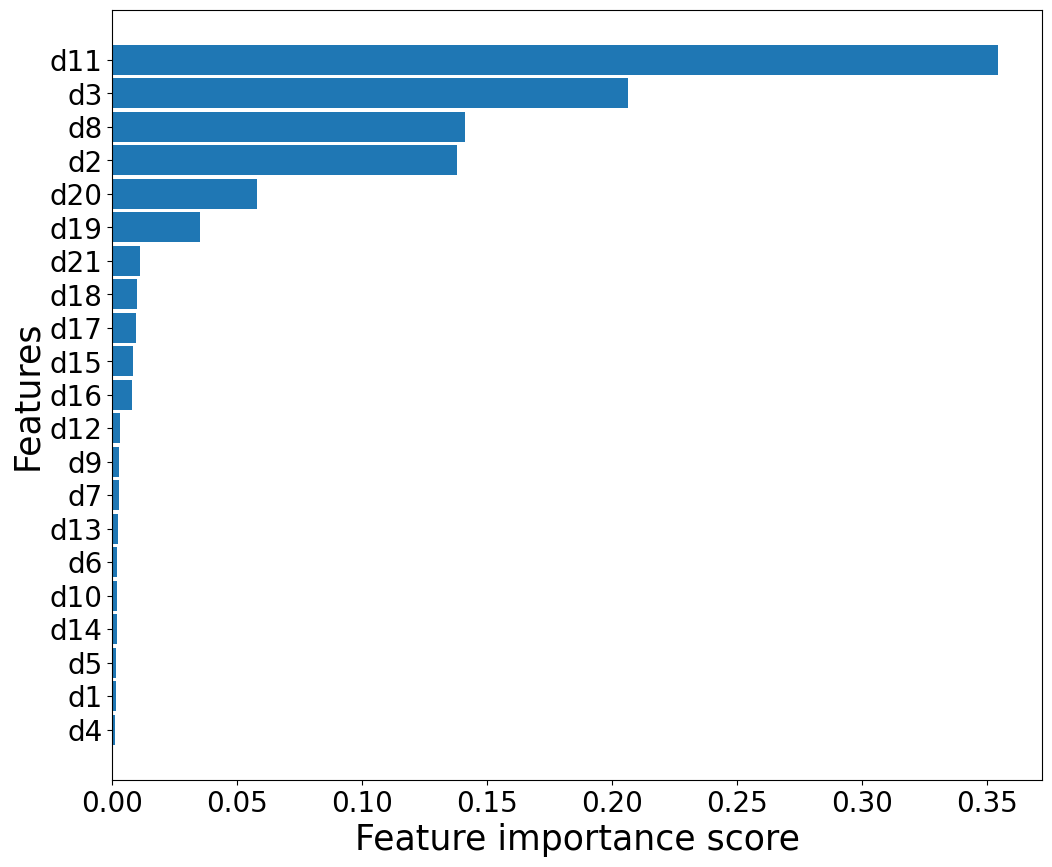 d11
d3
d8
d2
d20
d19
d21
d18
d17
d15
d16
d12
d9
d7
d13
d6
d10
d14
d5
d1
d4
Features
0.00 0.05 0.10 0.15 0.20 0.25 0.30 0.35
Feature importance score